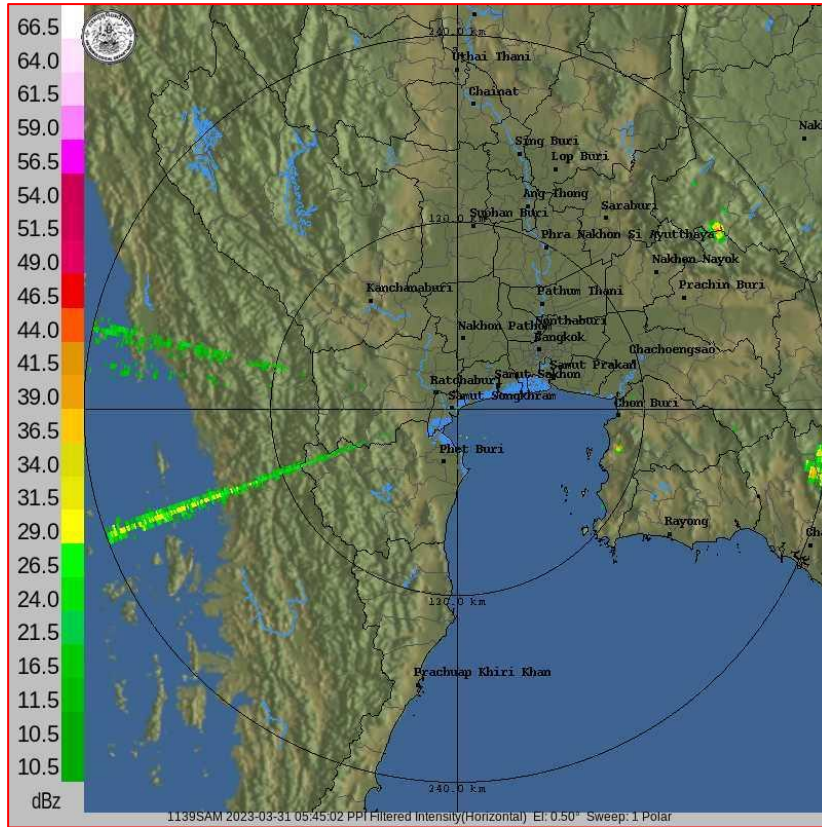 66.5
64.0
61.5
59.0
56.5
54.0
51.5
49.0
46.5
44.0
41.5
39.0
36.5
34.0
31.5
29.0
26.5
24.0
21.5
16.5
11.5
10.5
dBz
240.0 km
Uthai Thani
Chainat
Sing Buri
Lop Buri
Nak
Ang Thong
Saraburi
Suphan Buri
120.0 km
Phra Nakhon Si Ayutthaya
Nakhon Nayok
Kanchanaburi
Pathum Thani
Prachin Buri
Nakhon Pathom
Nonthaburi
Bangkok
Chachoengsao
Samut Prakan
Samut Sakhon
Ratchaburi
Samut Songkhram
Chon Buri
Phet Buri
Rayong
Cha
120.0 km
Prachuap Khiri Khan
240.0 km
1139SAM 2023-03-31 05:45:02 PPI Filtered Intensity(Horizontal) El: 0.50° Sweep: 1 Polar